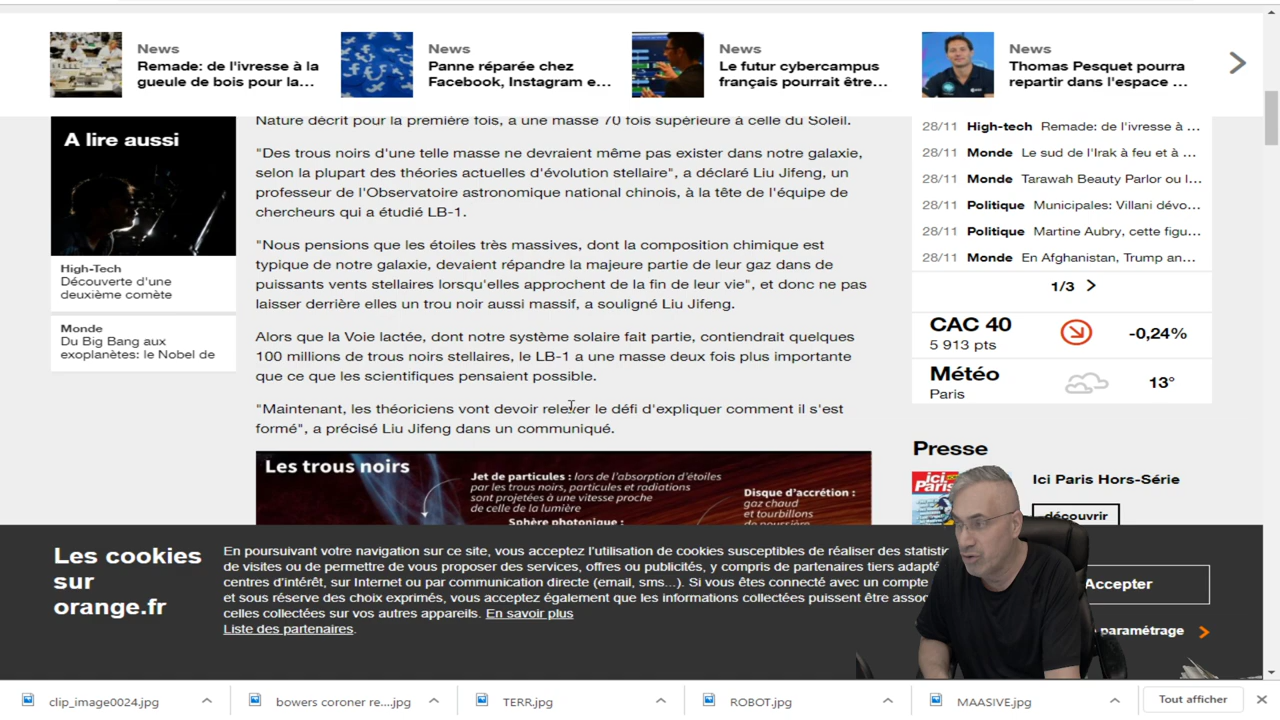 News
Remade: de l'ivresse à la
gueule de bois pour la...
News
Panne réparée chez
Facebook, Instagram e...
News
Le futur cybercampus
français pourrait être...
News
Thomas Pesquet pourra
repartir dans l'espace ...
A lire aussi
High-Tech
Découverte d'une
deuxième comète
Monde
Du Big Bang aux
exoplanètes: le Nobel de
Nature décrit pour la première fois, a une masse 70 fois supérieure à celle du Soleil.
"Des trous noirs d'une telle masse ne devraient même pas exister dans notre galaxie,
selon la plupart des théories actuelles d'évolution stellaire", a déclaré Liu Jifeng, un
professeur de l'Observatoire astronomique national chinois, à la tête de l'équipe de
chercheurs qui a étudié LB-1.
"Nous pensions que les étoiles très massives, dont la composition chimique est
typique de notre galaxie, devaient répandre la majeure partie de leur gaz dans de
puissants vents stellaires lorsqu'elles approchent de la fin de leur vie", et donc ne pas
laisser derrière elles un trou noir aussi massif, a souligné Liu Jifeng.
Alors que la Voie lactée, dont notre système solaire fait partie, contiendrait quelques
100 millions de trous noirs stellaires, le LB-1 a une masse deux fois plus importante
que ce que les scientifiques pensaient possible.
"Maintenant, les théoriciens vont devoir relever le défi d'expliquer comment il s'est
formé", a précisé Liu Jifeng dans un communiqué.
Les trous noirs
Jet de particules : lors de l'absorption d'étoiles
par les trous noirs, particules et radiations
sont projetées à une vitesse proche
de celle de la lumière
Sphère photonique :
Disque d'accrétion :
gaz chaud
et tourbillons
de poussière
28/11 High-tech Remade: de l'ivresse à ...
28/11 Monde Le sud de l'Irak à feu et à ...
28/11 Monde Tarawah Beauty Parlor ou l...
28/11 Politique Municipales: Villani dévo...
28/11 Politique Martine Aubry, cette figu...
28/11 Monde En Afghanistan, Trump an...
1/3
CAC 40
5 913 pts
-0,24%
Météo
Paris
13°
Presse
ici
Paris
Ici Paris Hors-Série
découvrir
Les cookies
sur
orange.fr
En poursuivant votre navigation sur ce site, vous acceptez l'utilisation de cookies susceptibles de réaliser des statistic
de visites ou de permettre de vous proposer des services, offres ou publicités, y compris de partenaires tiers adapté
centres d'intérêt, sur Internet ou par communication directe (email, sms...). Si vous êtes connecté avec un compte
et sous réserve des choix exprimés, vous acceptez également que les informations collectées puissent être assoc
celles collectées sur vos autres appareils. En savoir plus
Liste des partenaires.
Accepter
paramétrage
clip_image0024.jpg
bowers coroner re....jpg
TERR.jpg
ROBOT.jpg
MAASIVE.jpg
Tout afficher